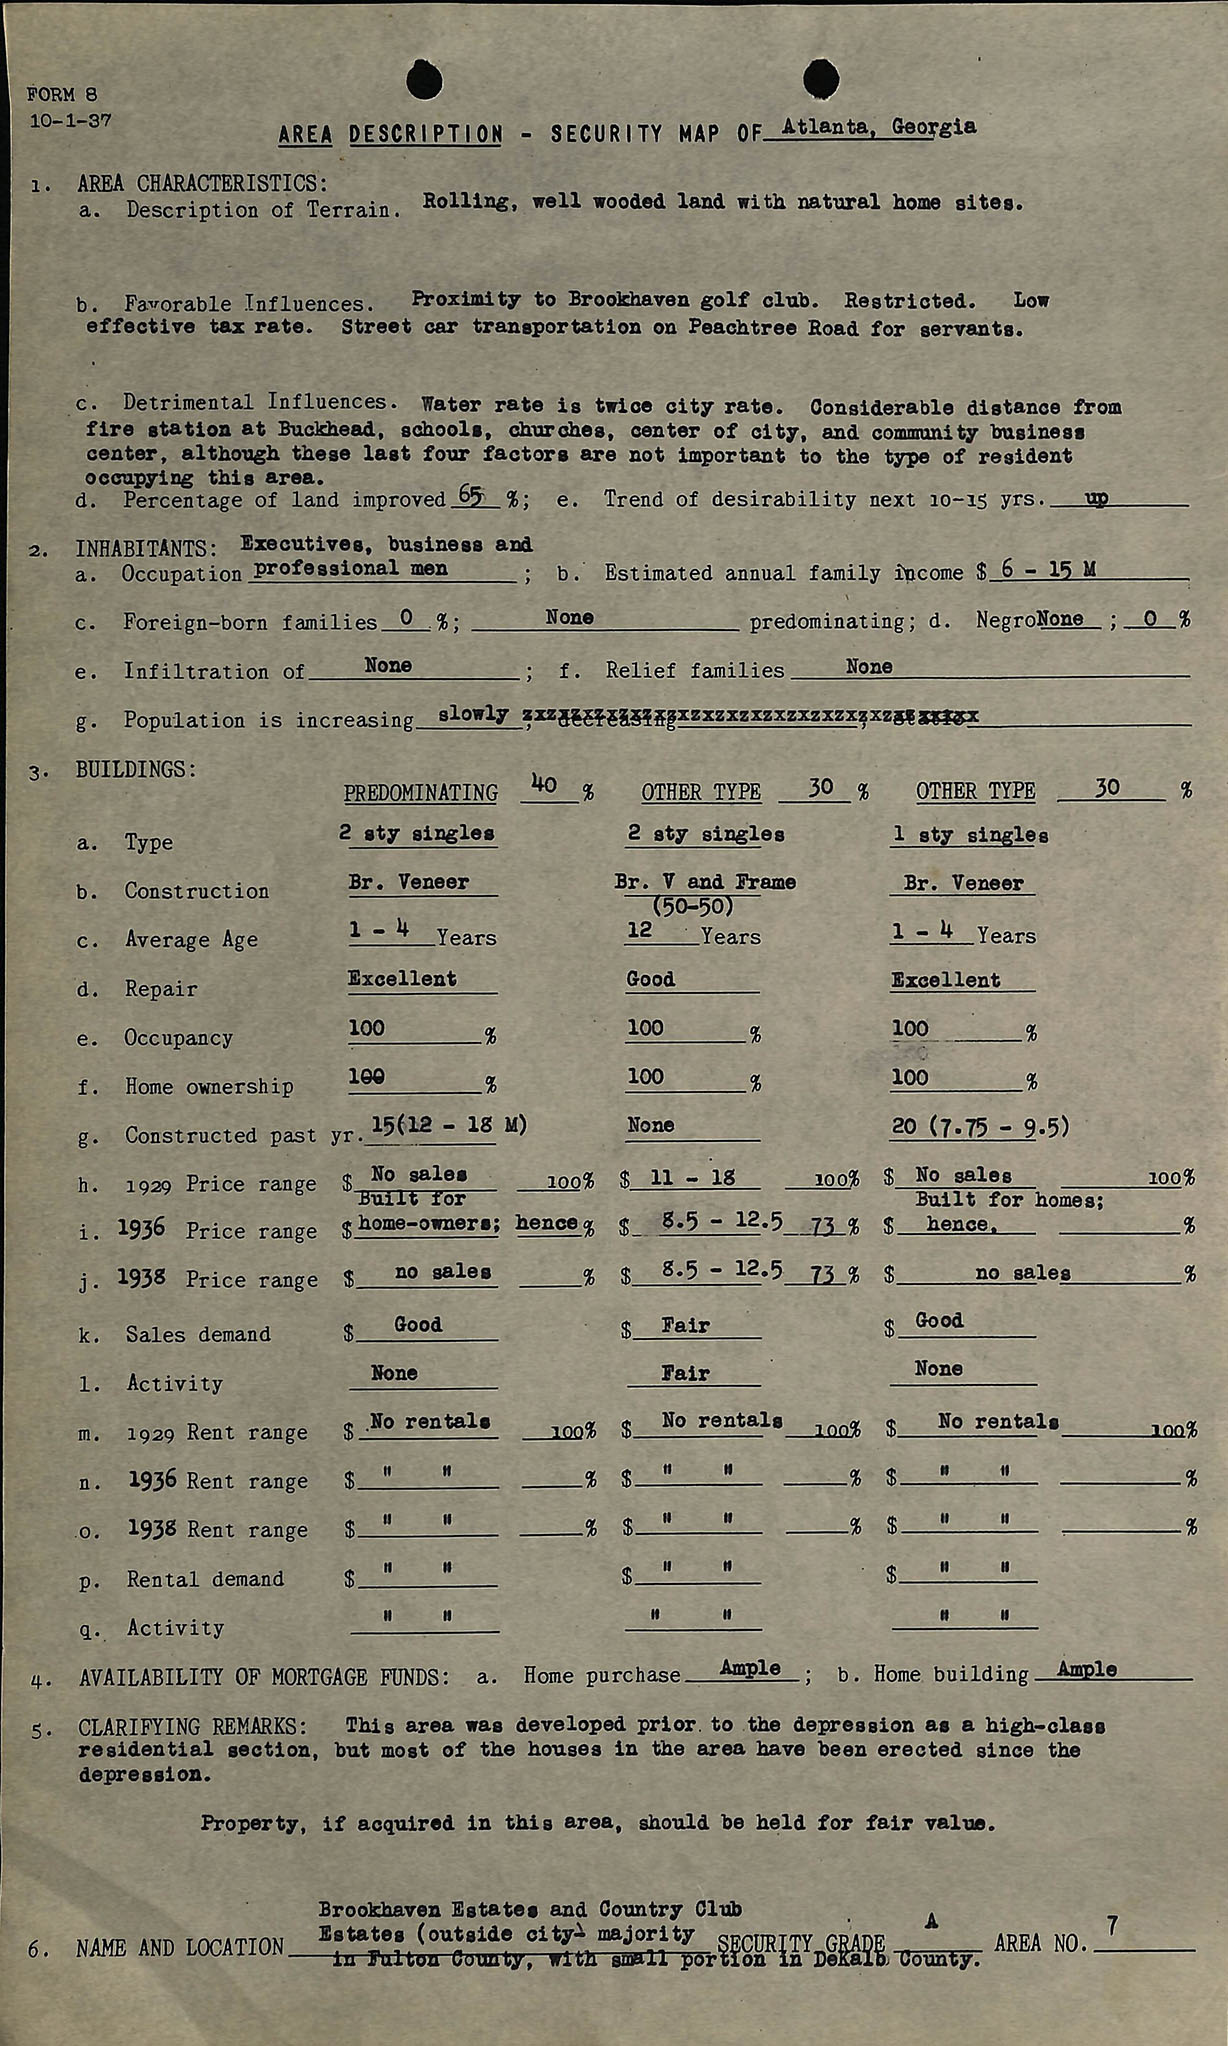 FORM 8
10-1-37
AREA DESCRIPTION - SECURITY MAP OF Atlanta, Georgia
1. AREA CHARACTERISTICS:
a. Description of Terrain. Rolling, well wooded land with natural home sites.
b. Favorable Influences. Proximity to Brookhaven golf club. Restricted. Low
effective tax rate. Street car transportation on Peachtree Road for servants.
c. Detrimental Influences. Water rate is twice city rate. Considerable distance from
fire station at Buckhead, schools, churches, center of city, and community business
center, although these last four factors are not important to the type of resident
occupying this area.
d. Percentage of land improved 65 %; e. Trend of desirability next 10-15 yrs. up
2. INHABITANTS: Executives, business and
a. Occupation professional men ; b. Estimated annual family income $ 6 - 15 M
c. Foreign-born families 0 %; None predominating; d. Negro None ; 0 %
e. Infiltration of None ; f. Relief families None
g. Population is increasing slowly ; decreasing ; static
3. BUILDINGS:
PREDOMINATING 40 % OTHER TYPE 30 % OTHER TYPE 30 %
a. Type 2 sty singles 2 sty singles 1 sty singles
b. Construction Br. Veneer Br. V and Frame Br. Veneer
(50-50)
c. Average Age 1 - 4 Years 12 Years 1 - 4 Years
d. Repair Excellent Good Excellent
e. Occupancy 100 % 100 % 100 %
f. Home ownership 100 % 100 % 100 %
g. Constructed past yr. 15(12 - 18 M) None 20 (7.75 - 9.5)
h. 1929 Price range $ No sales 100% $ 11 - 18 100% $ No sales 100%
Built for Built for homes;
i. 1936 Price range $ home-owners; hence % $ 8.5 - 12.5 73 % $ hence, %
j. 1938 Price range $ no sales % $ 8.5 - 12.5 73 % $ no sales %
k. Sales demand $ Good $ Fair $ Good
l. Activity None Fair None
m. 1929 Rent range $ No rentals 100% $ No rentals 100% $ No rentals 100%
n. 1936 Rent range $ " " % $ " " % $ " " %
o. 1938 Rent range $ " " % $ " " % $ " " %
p. Rental demand $ " " $ " " $ " "
q. Activity " " " " " "
4. AVAILABILITY OF MORTGAGE FUNDS: a. Home purchase Ample ; b. Home building Ample
5. CLARIFYING REMARKS: This area was developed prior to the depression as a high-class
residential section, but most of the houses in the area have been erected since the
depression.
Property, if acquired in this area, should be held for fair value.
Brookhaven Estates and Country Club
Estates (outside city) majority
6. NAME AND LOCATION in Fulton County, with small portion in DeKalb County. SECURITY GRADE A AREA NO. 7